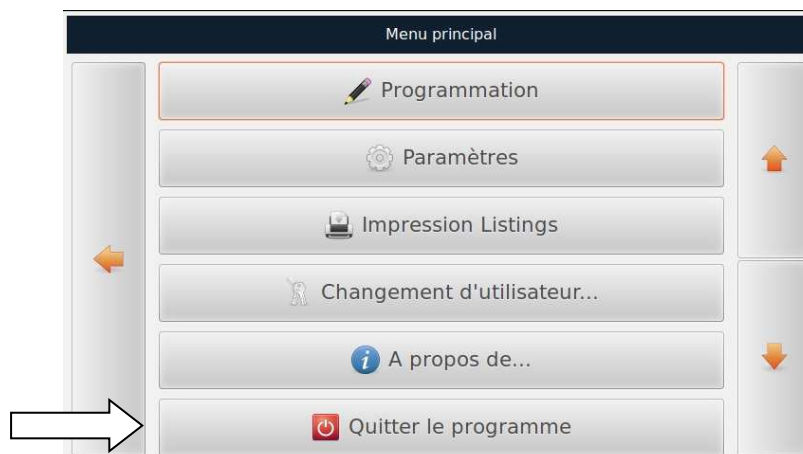 Menu principal
Programmation
Paramètres
Impression Listings
Changement d'utilisateur...
A propos de...
Quitter le programme